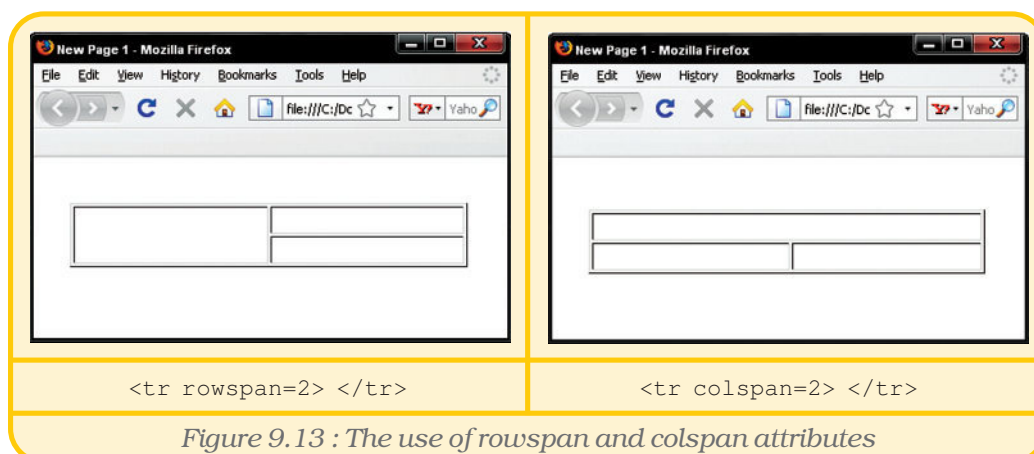 New Page 1 - Mozilla Firefox
File Edit View History Bookmarks Tools Help
file:///C:/Dc Yaho
New Page 1 - Mozilla Firefox
File Edit View History Bookmarks Tools Help
file:///C:/Dc Yaho
<tr rowspan=2> </tr>
<tr colspan=2> </tr>
Figure 9.13 : The use of rowspan and colspan attributes